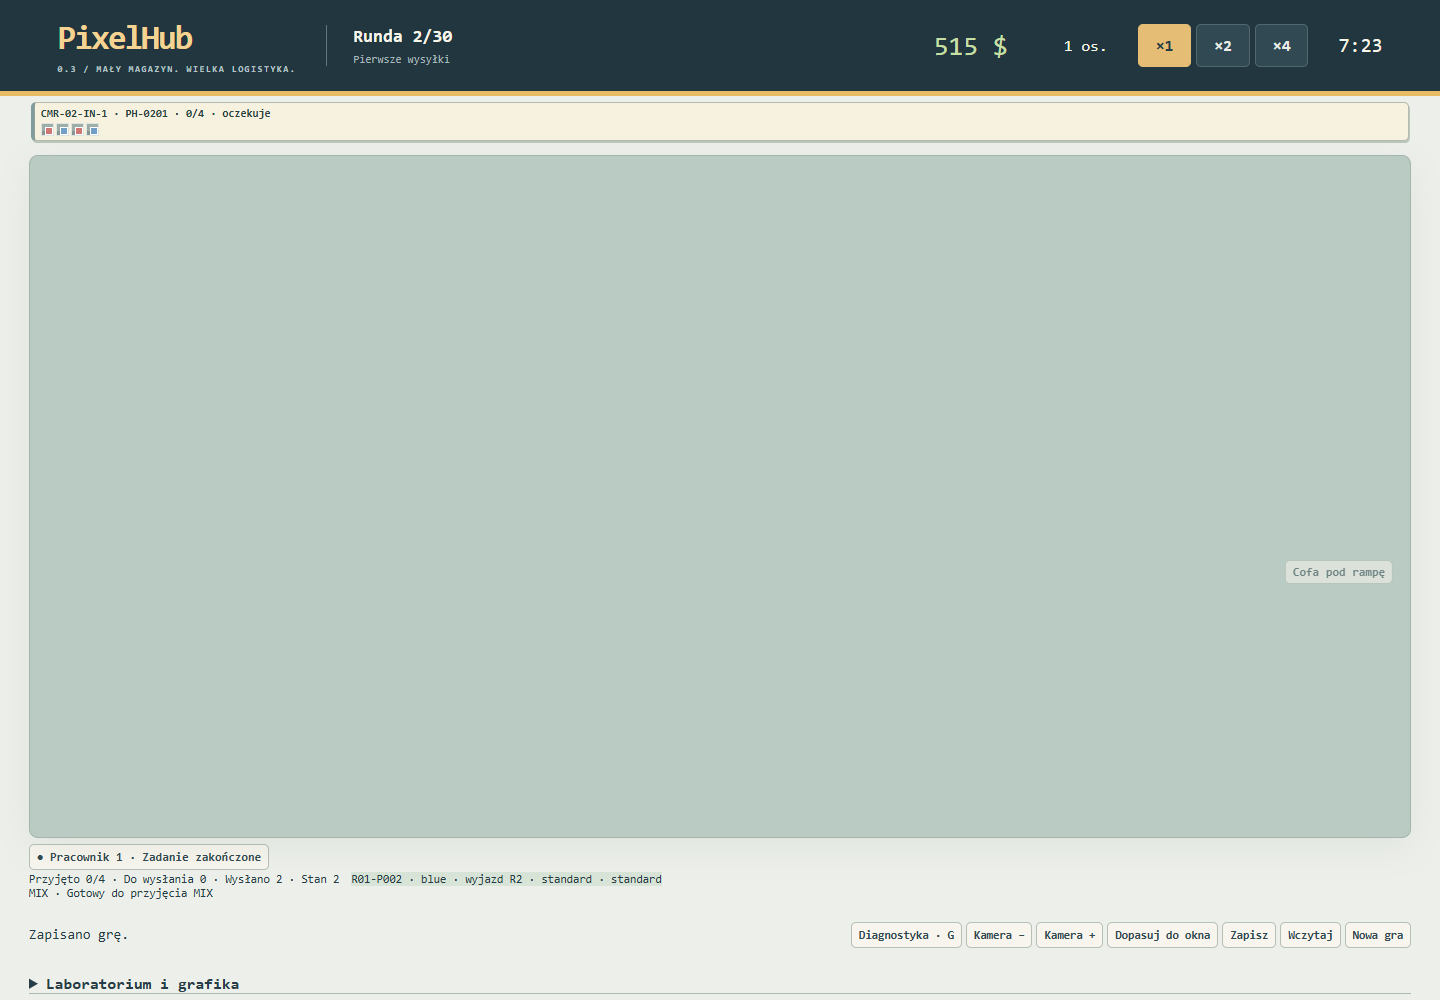 PixelHub
0.3 / MAŁY MAGAZYN. WIELKA LOGISTYKA.
Runda 2/30
Pierwsze wysyłki
515 $
1 os.
×1
×2
×4
7:23
CMR-02-IN-1 · PH-0201 · 0/4 · oczekuje
Cofa pod rampę
● Pracownik 1 · Zadanie zakończone
Przyjęto 0/4 · Do wysłania 0 · Wysłano 2 · Stan 2 R01-P002 · blue · wyjazd R2 · standard · standard
MIX · Gotowy do przyjęcia MIX
Zapisano grę.
Diagnostyka · G
Kamera −
Kamera +
Dopasuj do okna
Zapisz
Wczytaj
Nowa gra
▶ Laboratorium i grafika